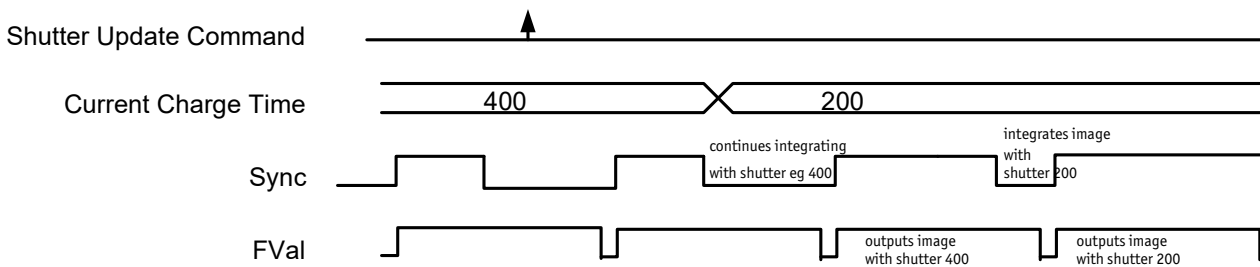 Shutter Update Command
Current Charge Time
400
200
Sync
continues integrating
with shutter eg 400
integrates image
with
shutter 200
FVal
outputs image
with shutter 400
outputs image
with shutter 200